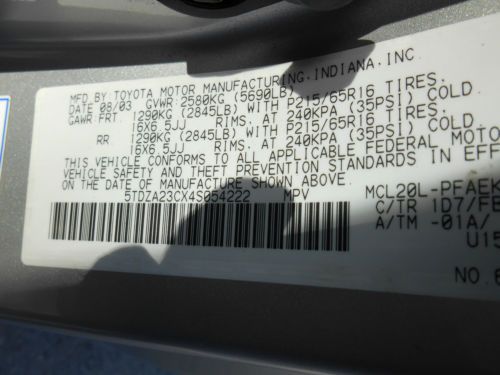 MFD.BY TOYOTA MOTOR MANUFACTURING,INDIANA,INC.
DATE 08/03 GVWR:2580KG (5690LB)
GAWR:FRT 1290KG (2845LB) WITH P215/65R16 TIRES.
16X6.5JJ RIMS, AT 240KPA (35PSI) COLD.
RR 1290KG (2845LB) WITH P215/65R16 TIRES.
16X6.5JJ RIMS, AT 240KPA (35PSI) COLD.
THIS VEHICLE CONFORMS TO ALL APPLICABLE FEDERAL MOTO
VEHICLE SAFETY AND THEFT PREVENTION STANDARDS IN EFF
ON THE DATE OF MANUFACTURE SHOWN ABOVE.
5TDZA23CX4S054222 MPV
MCL20L-PFAEK
C/TR 1D7/FB
A/TM -01A/
U15
NO.